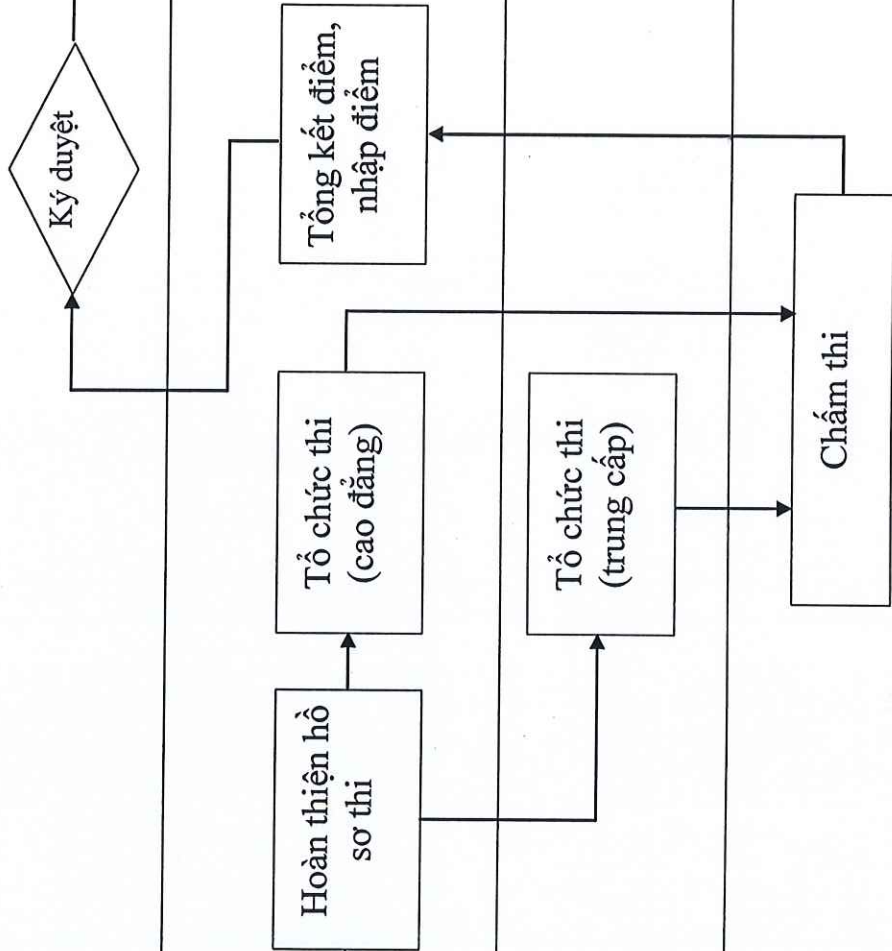 Ký duyệt
Hoàn thiện hồ
sơ thi
Tổ chức thi
(cao đẳng)
Tổng kết điểm,
nhập điểm
Tổ chức thi
(trung cấp)
Chấm thi